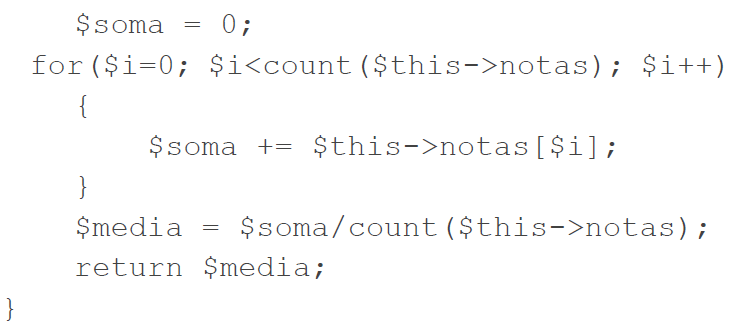 $soma = 0;
for($i=0; $i<count($this->notas); $i++)
{
$soma += $this->notas[$i];
}
$media = $soma/count($this->notas);
return $media;
}